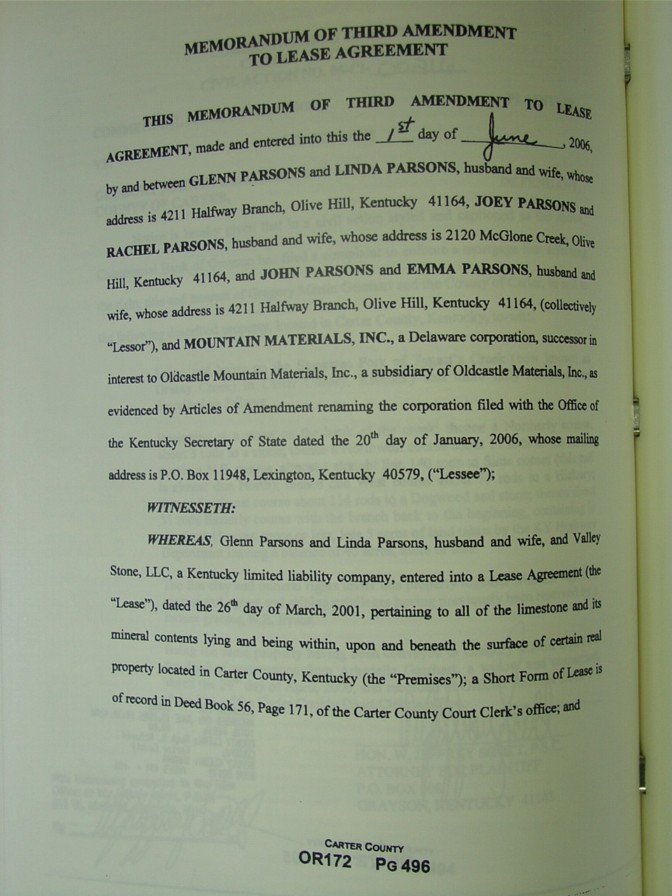 MEMORANDUM OF THIRD AMENDMENT
TO LEASE AGREEMENT
THIS MEMORANDUM OF THIRD AMENDMENT TO LEASE
AGREEMENT, made and entered into this the 1st day of June, 2006,
by and between GLENN PARSONS and LINDA PARSONS, husband and wife, whose
address is 4211 Halfway Branch, Olive Hill, Kentucky 41164, JOEY PARSONS and
RACHEL PARSONS, husband and wife, whose address is 2120 McGlone Creek, Olive
Hill, Kentucky 41164, and JOHN PARSONS and EMMA PARSONS, husband and
wife, whose address is 4211 Halfway Branch, Olive Hill, Kentucky 41164, (collectively
"Lessor"), and MOUNTAIN MATERIALS, INC., a Delaware corporation, successor in
interest to Oldcastle Mountain Materials, Inc., a subsidiary of Oldcastle Materials, Inc., as
evidenced by Articles of Amendment renaming the corporation filed with the Office of
the Kentucky Secretary of State dated the 20th day of January, 2006, whose mailing
address is P.O. Box 11948, Lexington, Kentucky 40579, ("Lessee");
WITNESSETH:
WHEREAS, Glenn Parsons and Linda Parsons, husband and wife, and Valley
Stone, LLC, a Kentucky limited liability company, entered into a Lease Agreement (the
"Lease"), dated the 26th day of March, 2001, pertaining to all of the limestone and its
mineral contents lying and being within, upon and beneath the surface of certain real
property located in Carter County, Kentucky (the "Premises"); a Short Form of Lease is
of record in Deed Book 56, Page 171, of the Carter County Court Clerk's office; and
CARTER COUNTY
OR172 PG 496